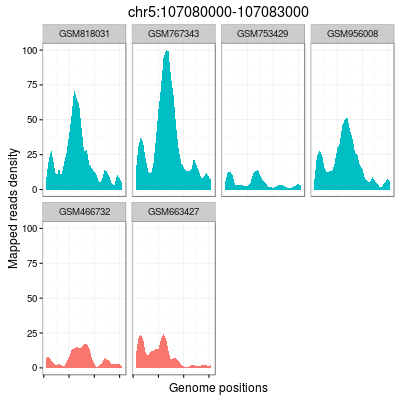 chr5:107080000-107083000
GSM818031 GSM767343 GSM753429 GSM956008
100
75
50
25
0
Mapped reads density
GSM466732 GSM663427
100
75
50
25
0
Genome positions